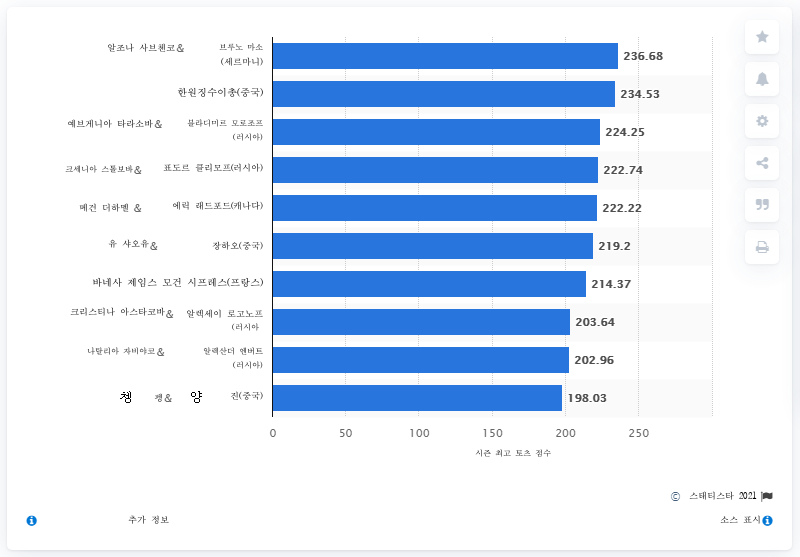 알조나 사브첸코& 브루노 마소
(세르마니) 236.68
한원징수이총(중국) 234.53
예브게니아 타라소바& 블라디미르 모로조프
(러시아) 224.25
크세니아 스톨보바& 표도르 클리모프(러시아) 222.74
메건 더하멜 & 에릭 래드포드(캐나다) 222.22
유 샤오유& 장하오(중국) 219.2
바네사 제임스 모건 시프레스(프랑스) 214.37
크리스티나 아스타코바& 알렉세이 로고노프
(러시아 203.64
나탈리아 자비아코& 알렉산더 엔버트
(러시아) 202.96
쳉 펭& 양 진(중국) 198.03
0 50 100 150 200 250
시즌 최고 토츠 점수
© 스태티스타 2021
추가 정보 소스 표시